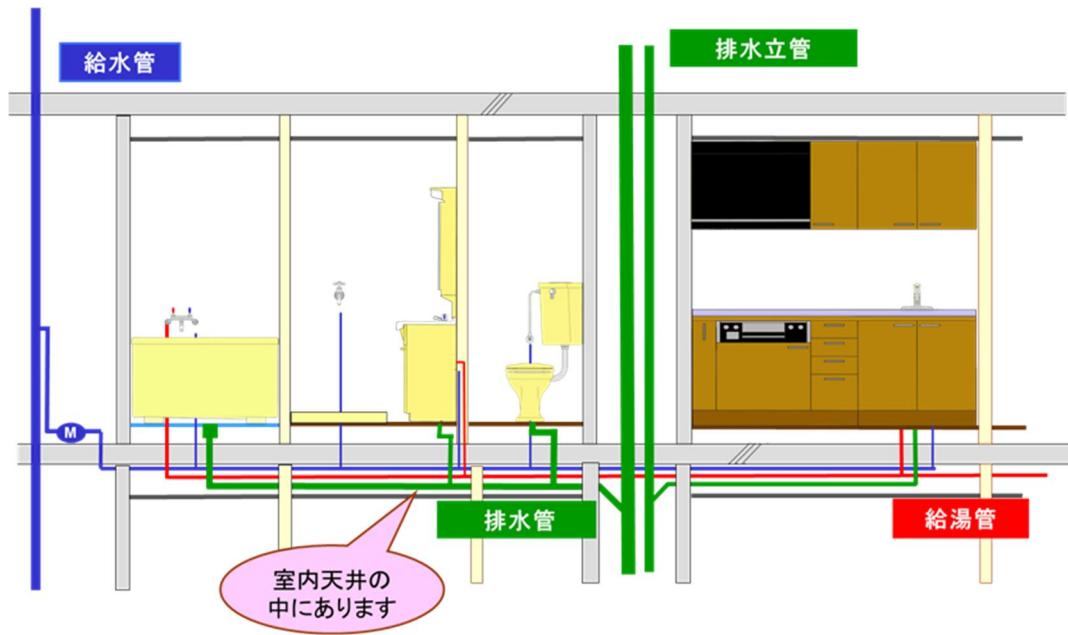 給水管
排水立管
M
排水管
給湯管
室内天井の
中にあります